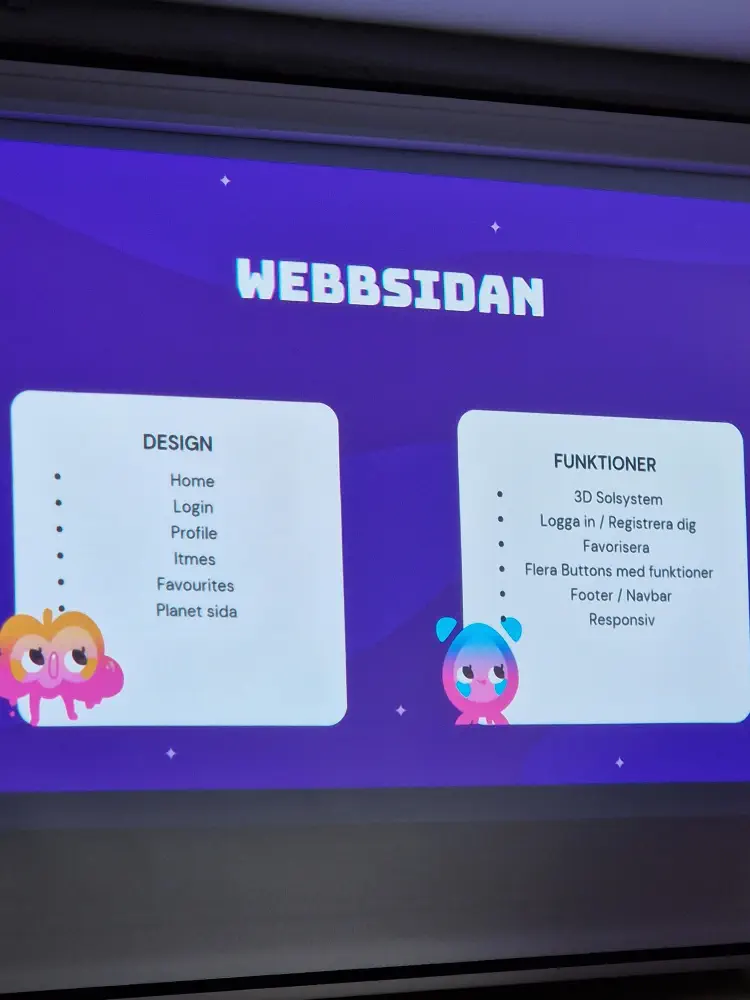 WEBBSIDAN
DESIGN
Home
Login
Profile
Itmes
Favourites
Planet sida
FUNKTIONER
3D Solsystem
Logga in / Registrera dig
Favorisera
Flera Buttons med funktioner
Footer / Navbar
Responsiv